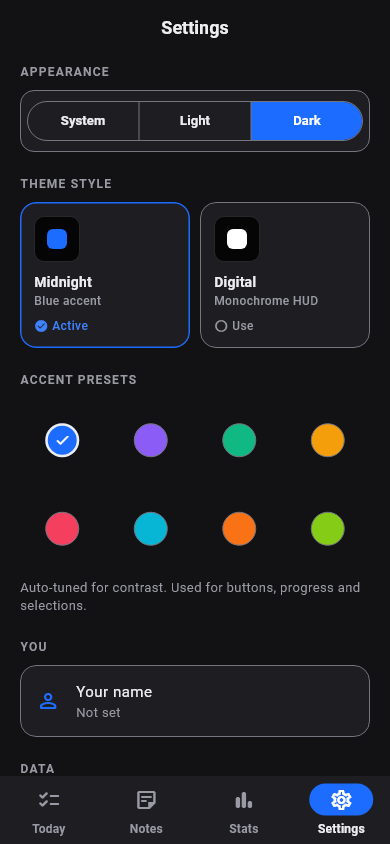 Settings
APPEARANCE
System
Light
Dark
THEME STYLE
Midnight
Blue accent
Active
Digital
Monochrome HUD
Use
ACCENT PRESETS
Auto-tuned for contrast. Used for buttons, progress and
selections.
YOU
Your name
Not set
DATA
Today
Notes
Stats
Settings